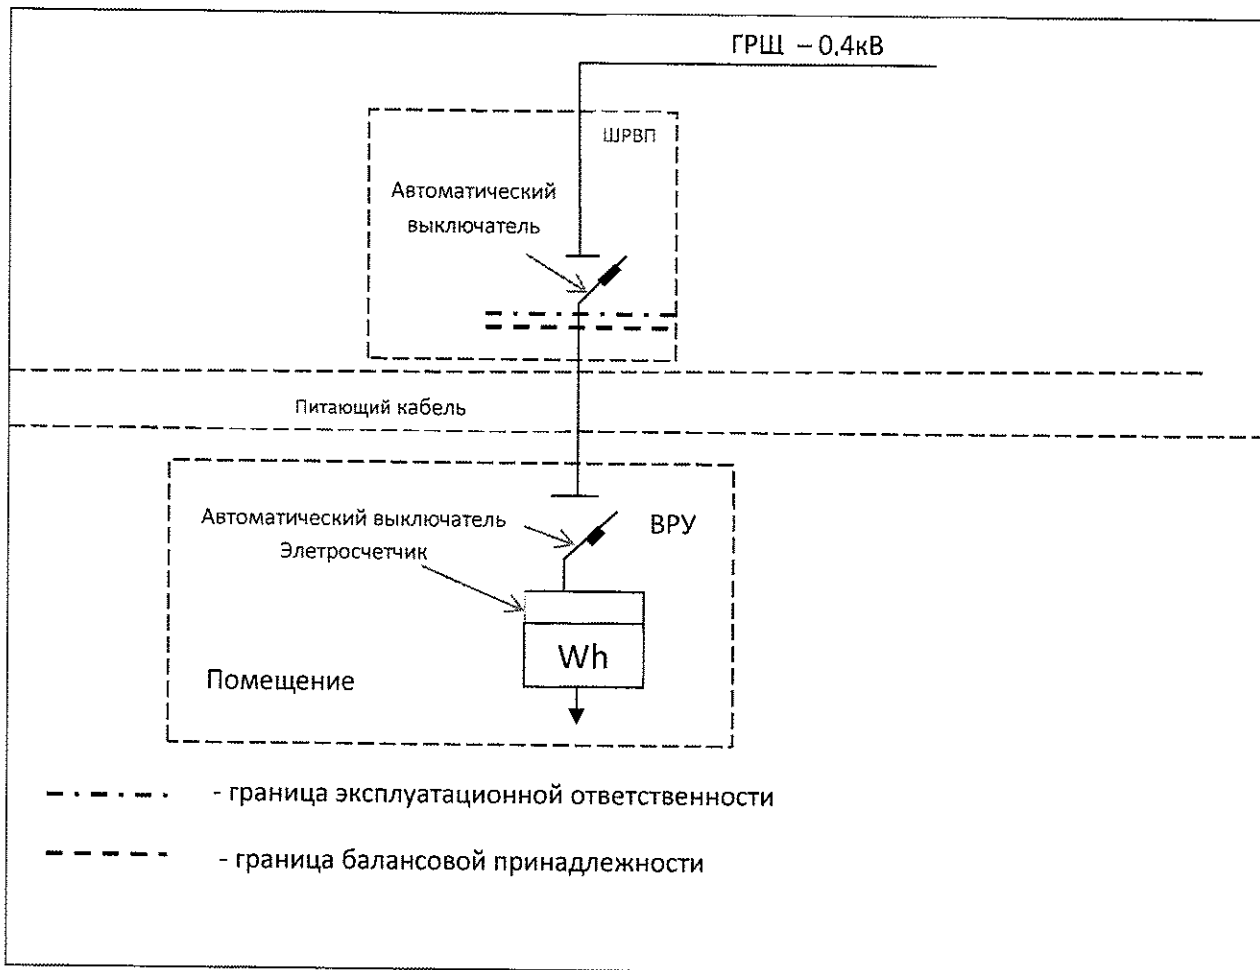 ГРЩ – 0.4кВ
ШРВП
Автоматический
выключатель
Питающий кабель
Автоматический выключатель
Элетросчетчик
ВРУ
Wh
Помещение
- граница эксплуатационной ответственности
- граница балансовой принадлежности